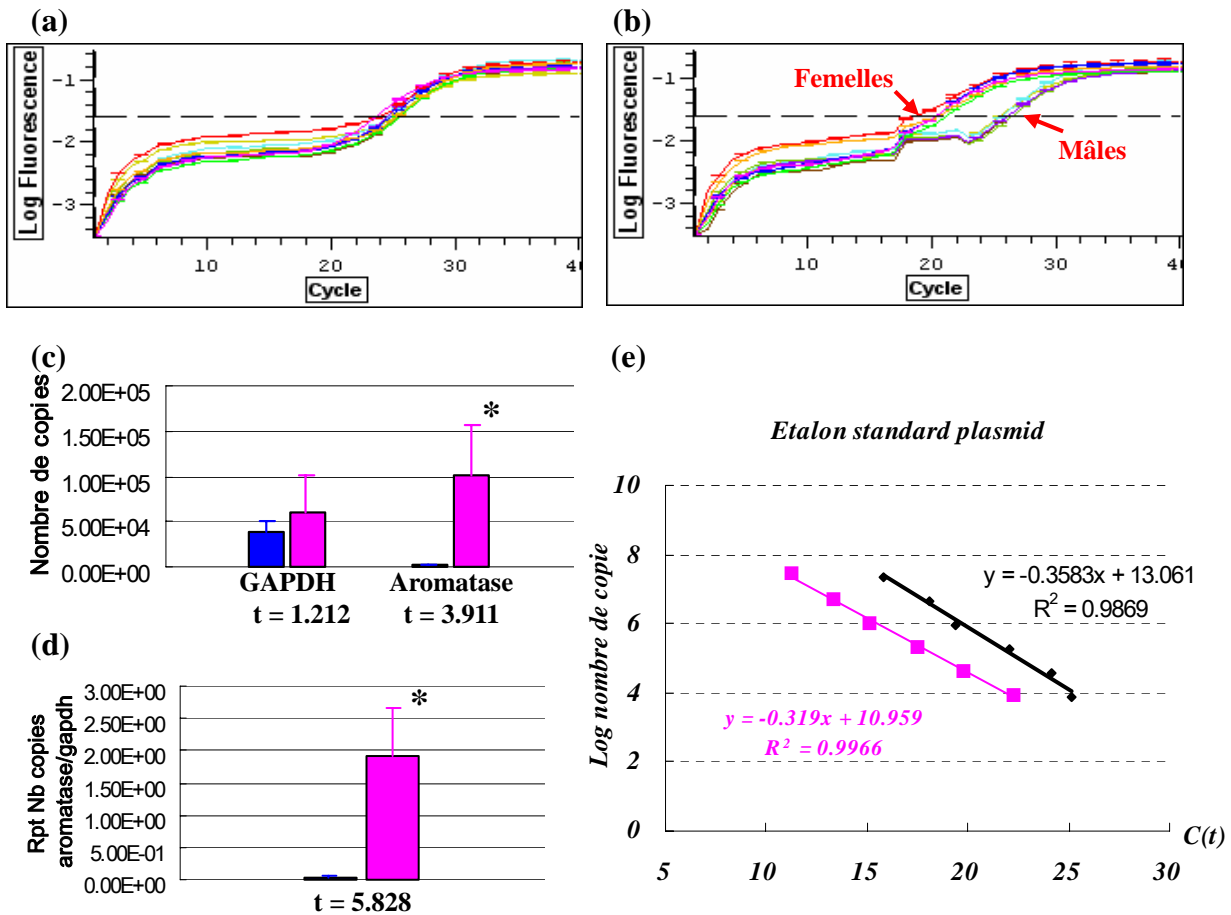 (a)
Log Fluorescence
-1
-2
-3
10
20
30
40
Cycle
(b)
Log Fluorescence
-1
-2
-3
Femelles
Mâles
10
20
30
40
Cycle
(c)
Nombre de copies
2.00E+05
1.50E+05
1.00E+05
5.00E+04
0.00E+00
*
GAPDH
Aromatase
t = 1.212
t = 3.911
(d)
Rpt Nb copies
aromatase/gapdh
3.00E+00
2.50E+00
2.00E+00
1.50E+00
1.00E+00
5.00E-01
0.00E+00
*
t = 5.828
(e)
Etalon standard plasmid
Log nombre de copie
10
8
6
4
2
0
y = -0.3583x + 13.061
R² = 0.9869
y = -0.319x + 10.959
R² = 0.9966
C(t)
5
10
15
20
25
30